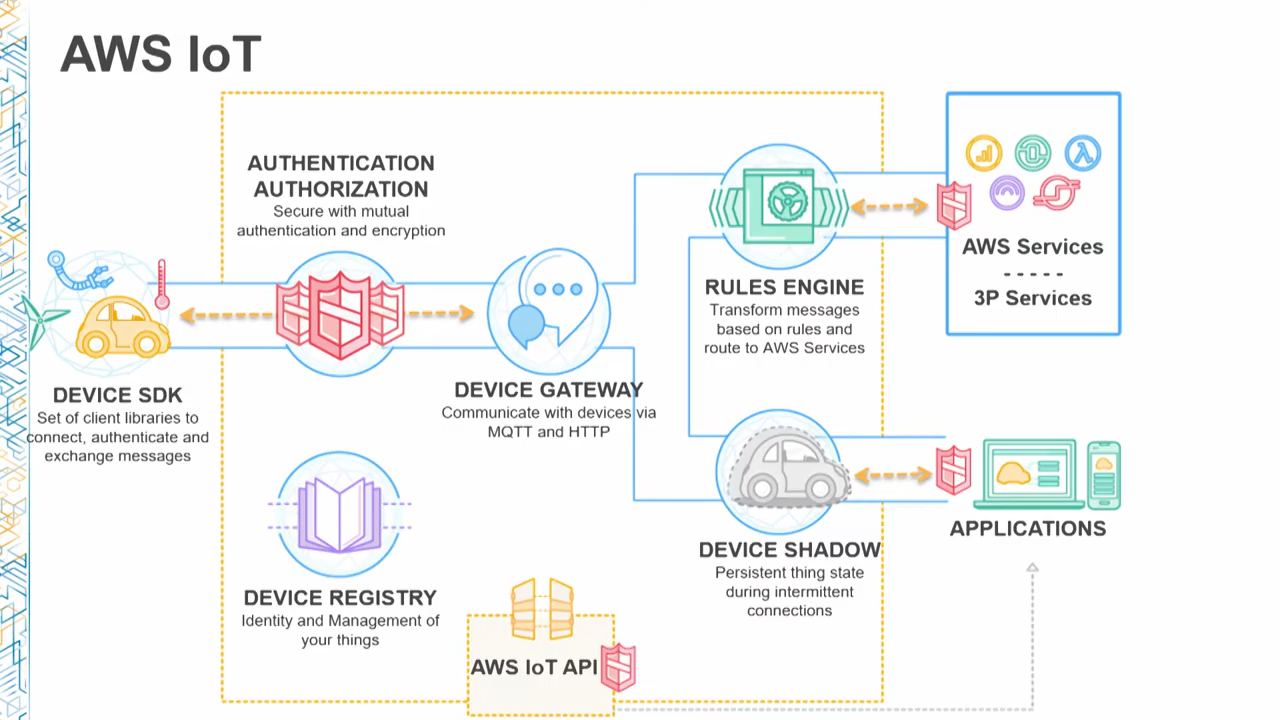 AWS IoT
AUTHENTICATION
AUTHORIZATION
Secure with mutual
authentication and encryption
DEVICE SDK
Set of client libraries to
connect, authenticate and
exchange messages
DEVICE GATEWAY
Communicate with devices via
MQTT and HTTP
RULES ENGINE
Transform messages
based on rules and
route to AWS Services
AWS Services
-----
3P Services
DEVICE REGISTRY
Identity and Management of
your things
AWS IoT API
DEVICE SHADOW
Persistent thing state
during intermittent
connections
APPLICATIONS